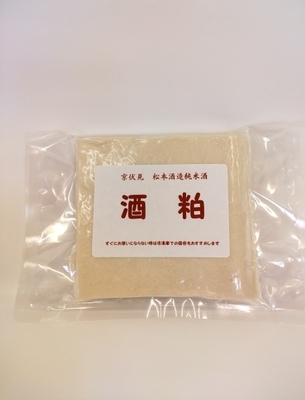 京伏見　松本酒造純米酒
酒 粕
すぐにお使いにならない時は冷凍庫での保存をおすすめします